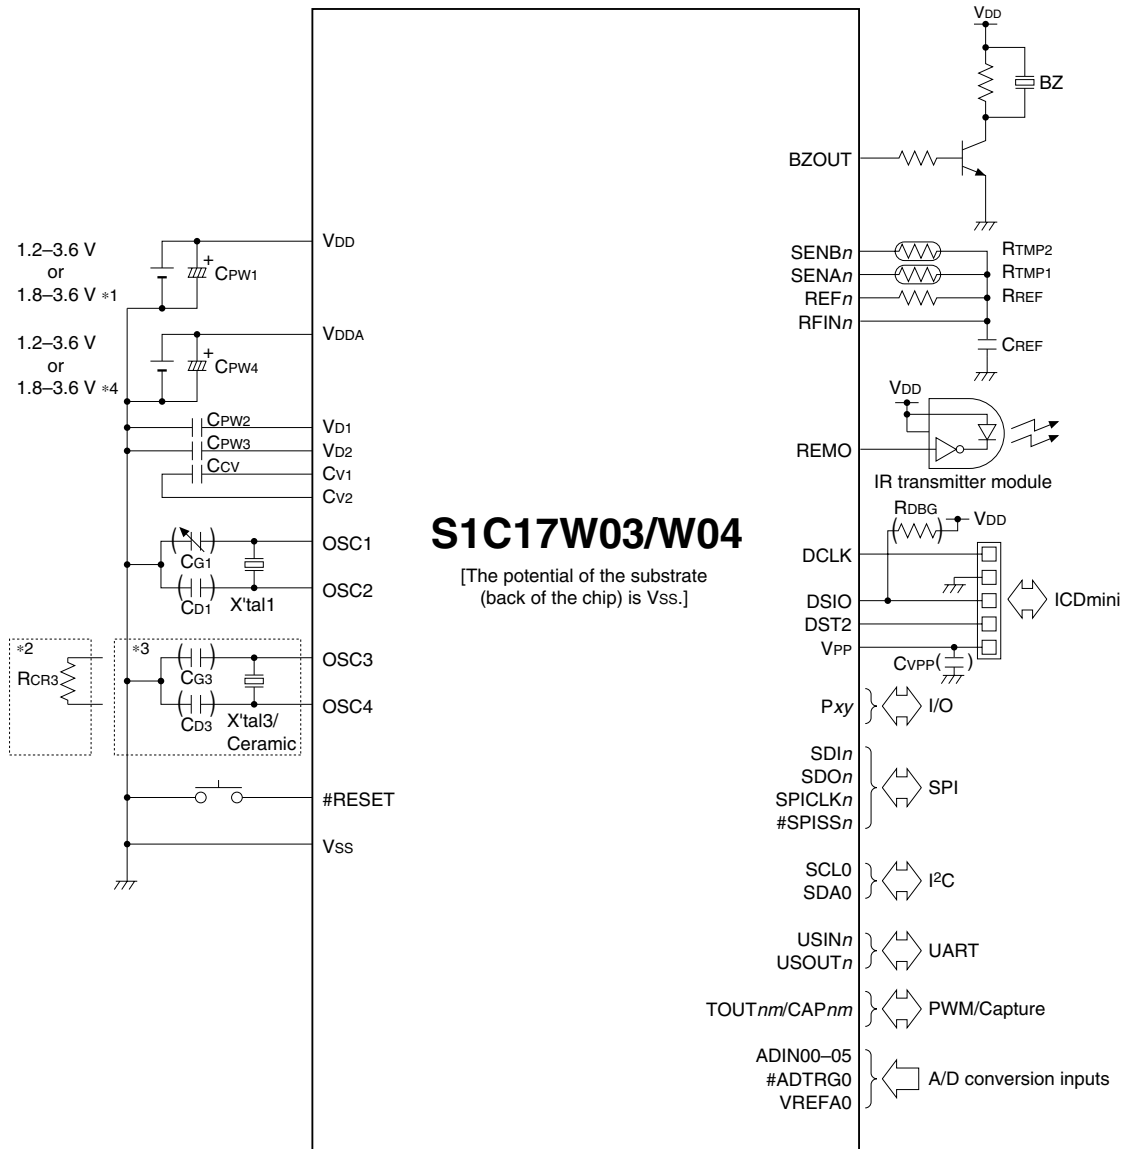 VDD
BZ
BZOUT
1.2–3.6 V
or
1.8–3.6 V *1
+
CPW1
VDD
SENBn
RTMP2
SENAn
RTMP1
REFn
RREF
RFINn
CREF
1.2–3.6 V
or
1.8–3.6 V *4
+
CPW4
VDDA
VDD
REMO
IR transmitter module
CPW2
VD1
CPW3
VD2
CCV
CV1
CV2
S1C17W03/W04
[The potential of the substrate
(back of the chip) is VSS.]
(RDBG)
VDD
DCLK
DSIO
DST2
VPP
CVPP( )
ICDmini
( )
CG1
OSC1
( )
CD1
X'tal1
OSC2
*2
RCR3
*3
( )
CG3
OSC3
( )
CD3
X'tal3/
Ceramic
OSC4
#RESET
VSS
Pxy
I/O
SDIn
SDOn
SPICLKn
#SPISSn
SPI
SCL0
SDA0
I2C
USINn
USOUTn
UART
TOUTnm/CAPnm
PWM/Capture
ADIN00–05
#ADTRG0
VREFA0
A/D conversion inputs